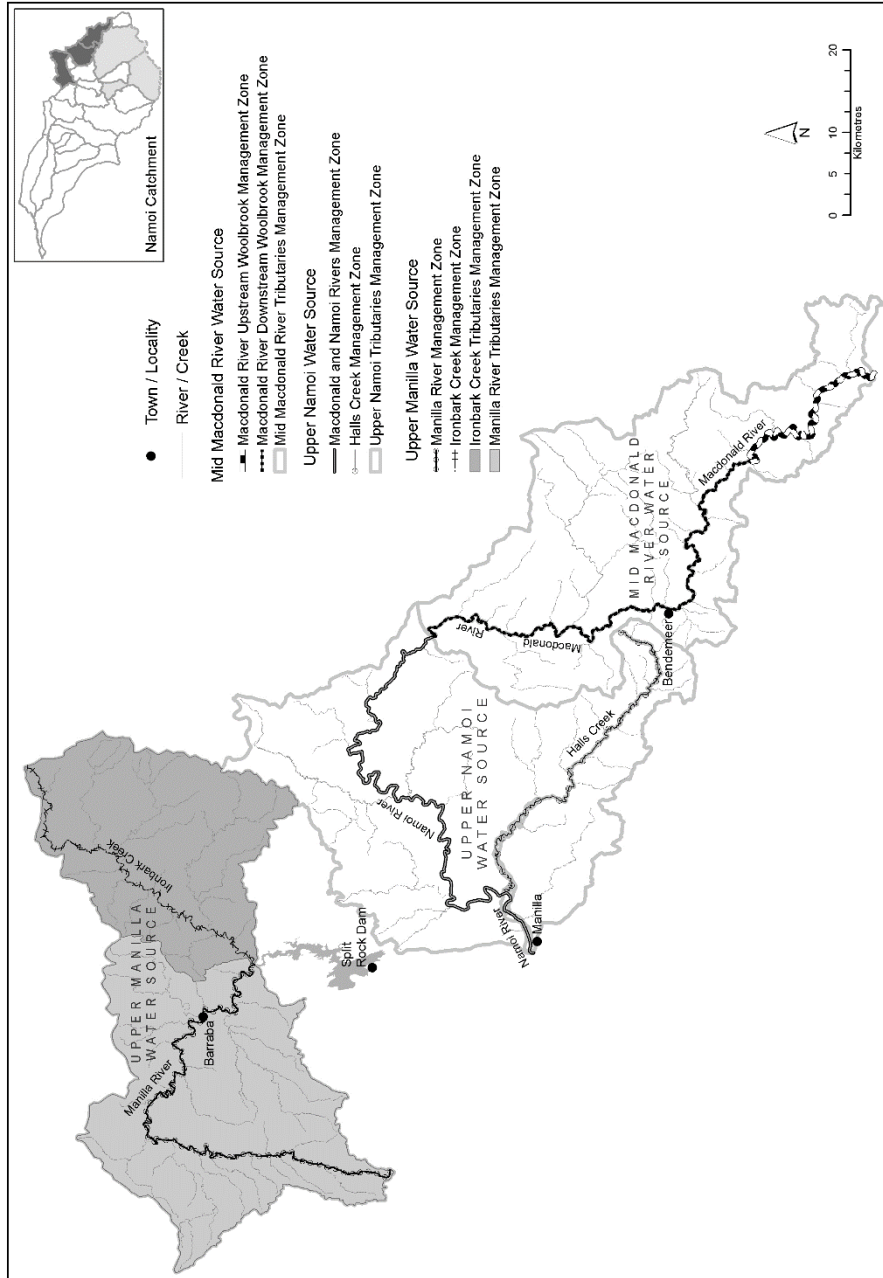 Namoi Catchment
Town / Locality
River / Creek
Mid Macdonald River Water Source
Macdonald River Upstream Woolbrook Management Zone
Macdonald River Downstream Woolbrook Management Zone
Mid Macdonald River Tributaries Management Zone
Upper Namoi Water Source
Macdonald and Namoi Rivers Management Zone
Halls Creek Management Zone
Upper Namoi Tributaries Management Zone
Upper Manilla Water Source
Manilla River Management Zone
Ironbark Creek Management Zone
Ironbark Creek Tributaries Management Zone
Manilla River Tributaries Management Zone
UPPER MANILLA
WATER SOURCE
Ironbark Creek
Manilla River
Barraba
Split
Rock Dam
Namoi River
UPPER NAMOI
WATER SOURCE
Namoi River
Manilla
Halls Creek
River
Macdonald
Bendemeer
MID MACDONALD
RIVER WATER
SOURCE
Macdonald River
N
0 5 10 20
Kilometres